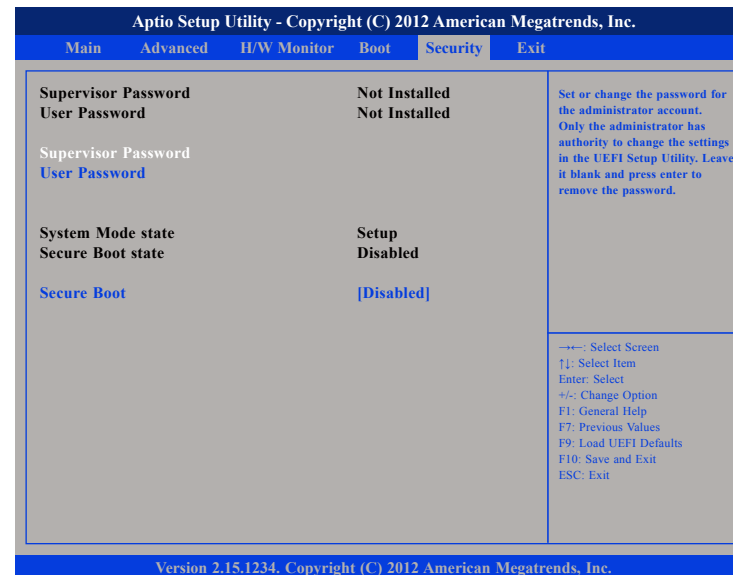 Aptio Setup Utility - Copyright (C) 2012 American Megatrends, Inc.
Main Advanced H/W Monitor Boot Security Exit
Supervisor Password Not Installed
User Password Not Installed
Supervisor Password
User Password
System Mode state Setup
Secure Boot state Disabled
Secure Boot [Disabled]
Set or change the password for
the administrator account.
Only the administrator has
authority to change the settings
in the UEFI Setup Utility. Leave
it blank and press enter to
remove the password.
→←: Select Screen
↑↓: Select Item
Enter: Select
+/-: Change Option
F1: General Help
F7: Previous Values
F9: Load UEFI Defaults
F10: Save and Exit
ESC: Exit
Version 2.15.1234. Copyright (C) 2012 American Megatrends, Inc.